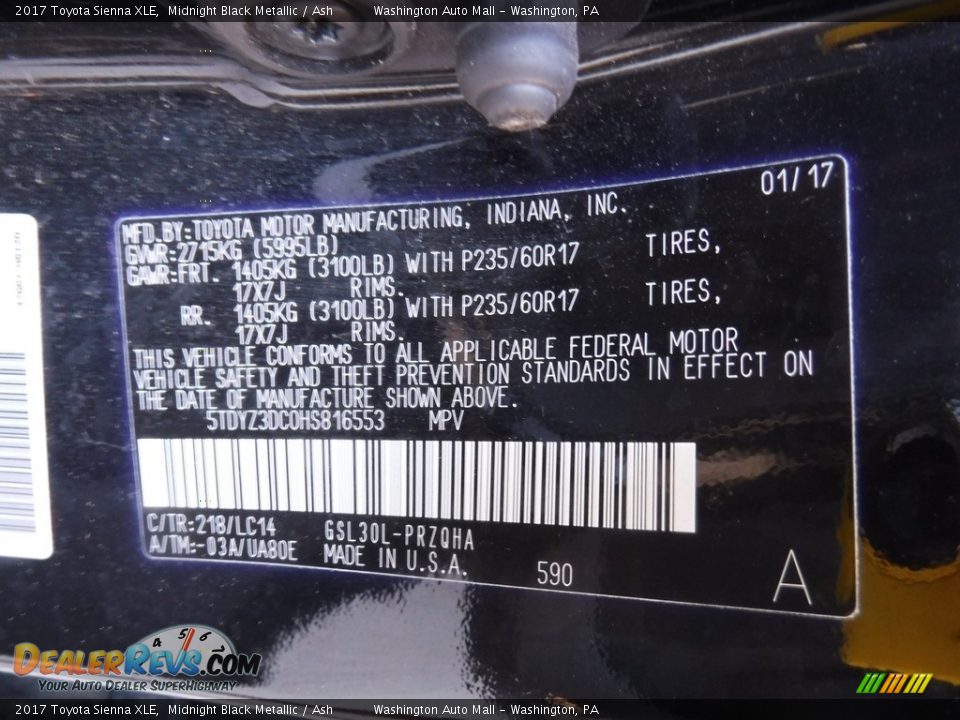 2017 Toyota Sienna XLE, Midnight Black Metallic / Ash Washington Auto Mall - Washington, PA
01/17
MFD.BY:TOYOTA MOTOR MANUFACTURING, INDIANA, INC.
GVWR:2715KG (5995LB)
GAWR:FRT. 1405KG (3100LB) WITH P235/60R17 TIRES,
17X7J RIMS.
RR. 1405KG (3100LB) WITH P235/60R17 TIRES,
17X7J RIMS.
THIS VEHICLE CONFORMS TO ALL APPLICABLE FEDERAL MOTOR
VEHICLE SAFETY AND THEFT PREVENTION STANDARDS IN EFFECT ON
THE DATE OF MANUFACTURE SHOWN ABOVE.
5TDYZ3DC0HS816553 MPV
C/TR:218/LC14 GSL30L-PRZQHA
A/TM:-03A/UA80E MADE IN U.S.A.
590 A
4 5 6
DEALERREVS.COM
YOUR AUTO DEALER SUPERHIGHWAY
2017 Toyota Sienna XLE, Midnight Black Metallic / Ash Washington Auto Mall - Washington, PA